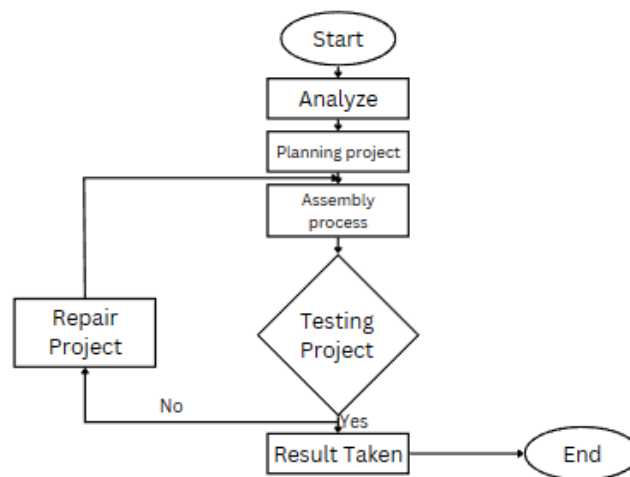 Start
Analyze
Planning project
Assembly
process
Testing
Project
Repair
Project
No
Yes
Result Taken
End